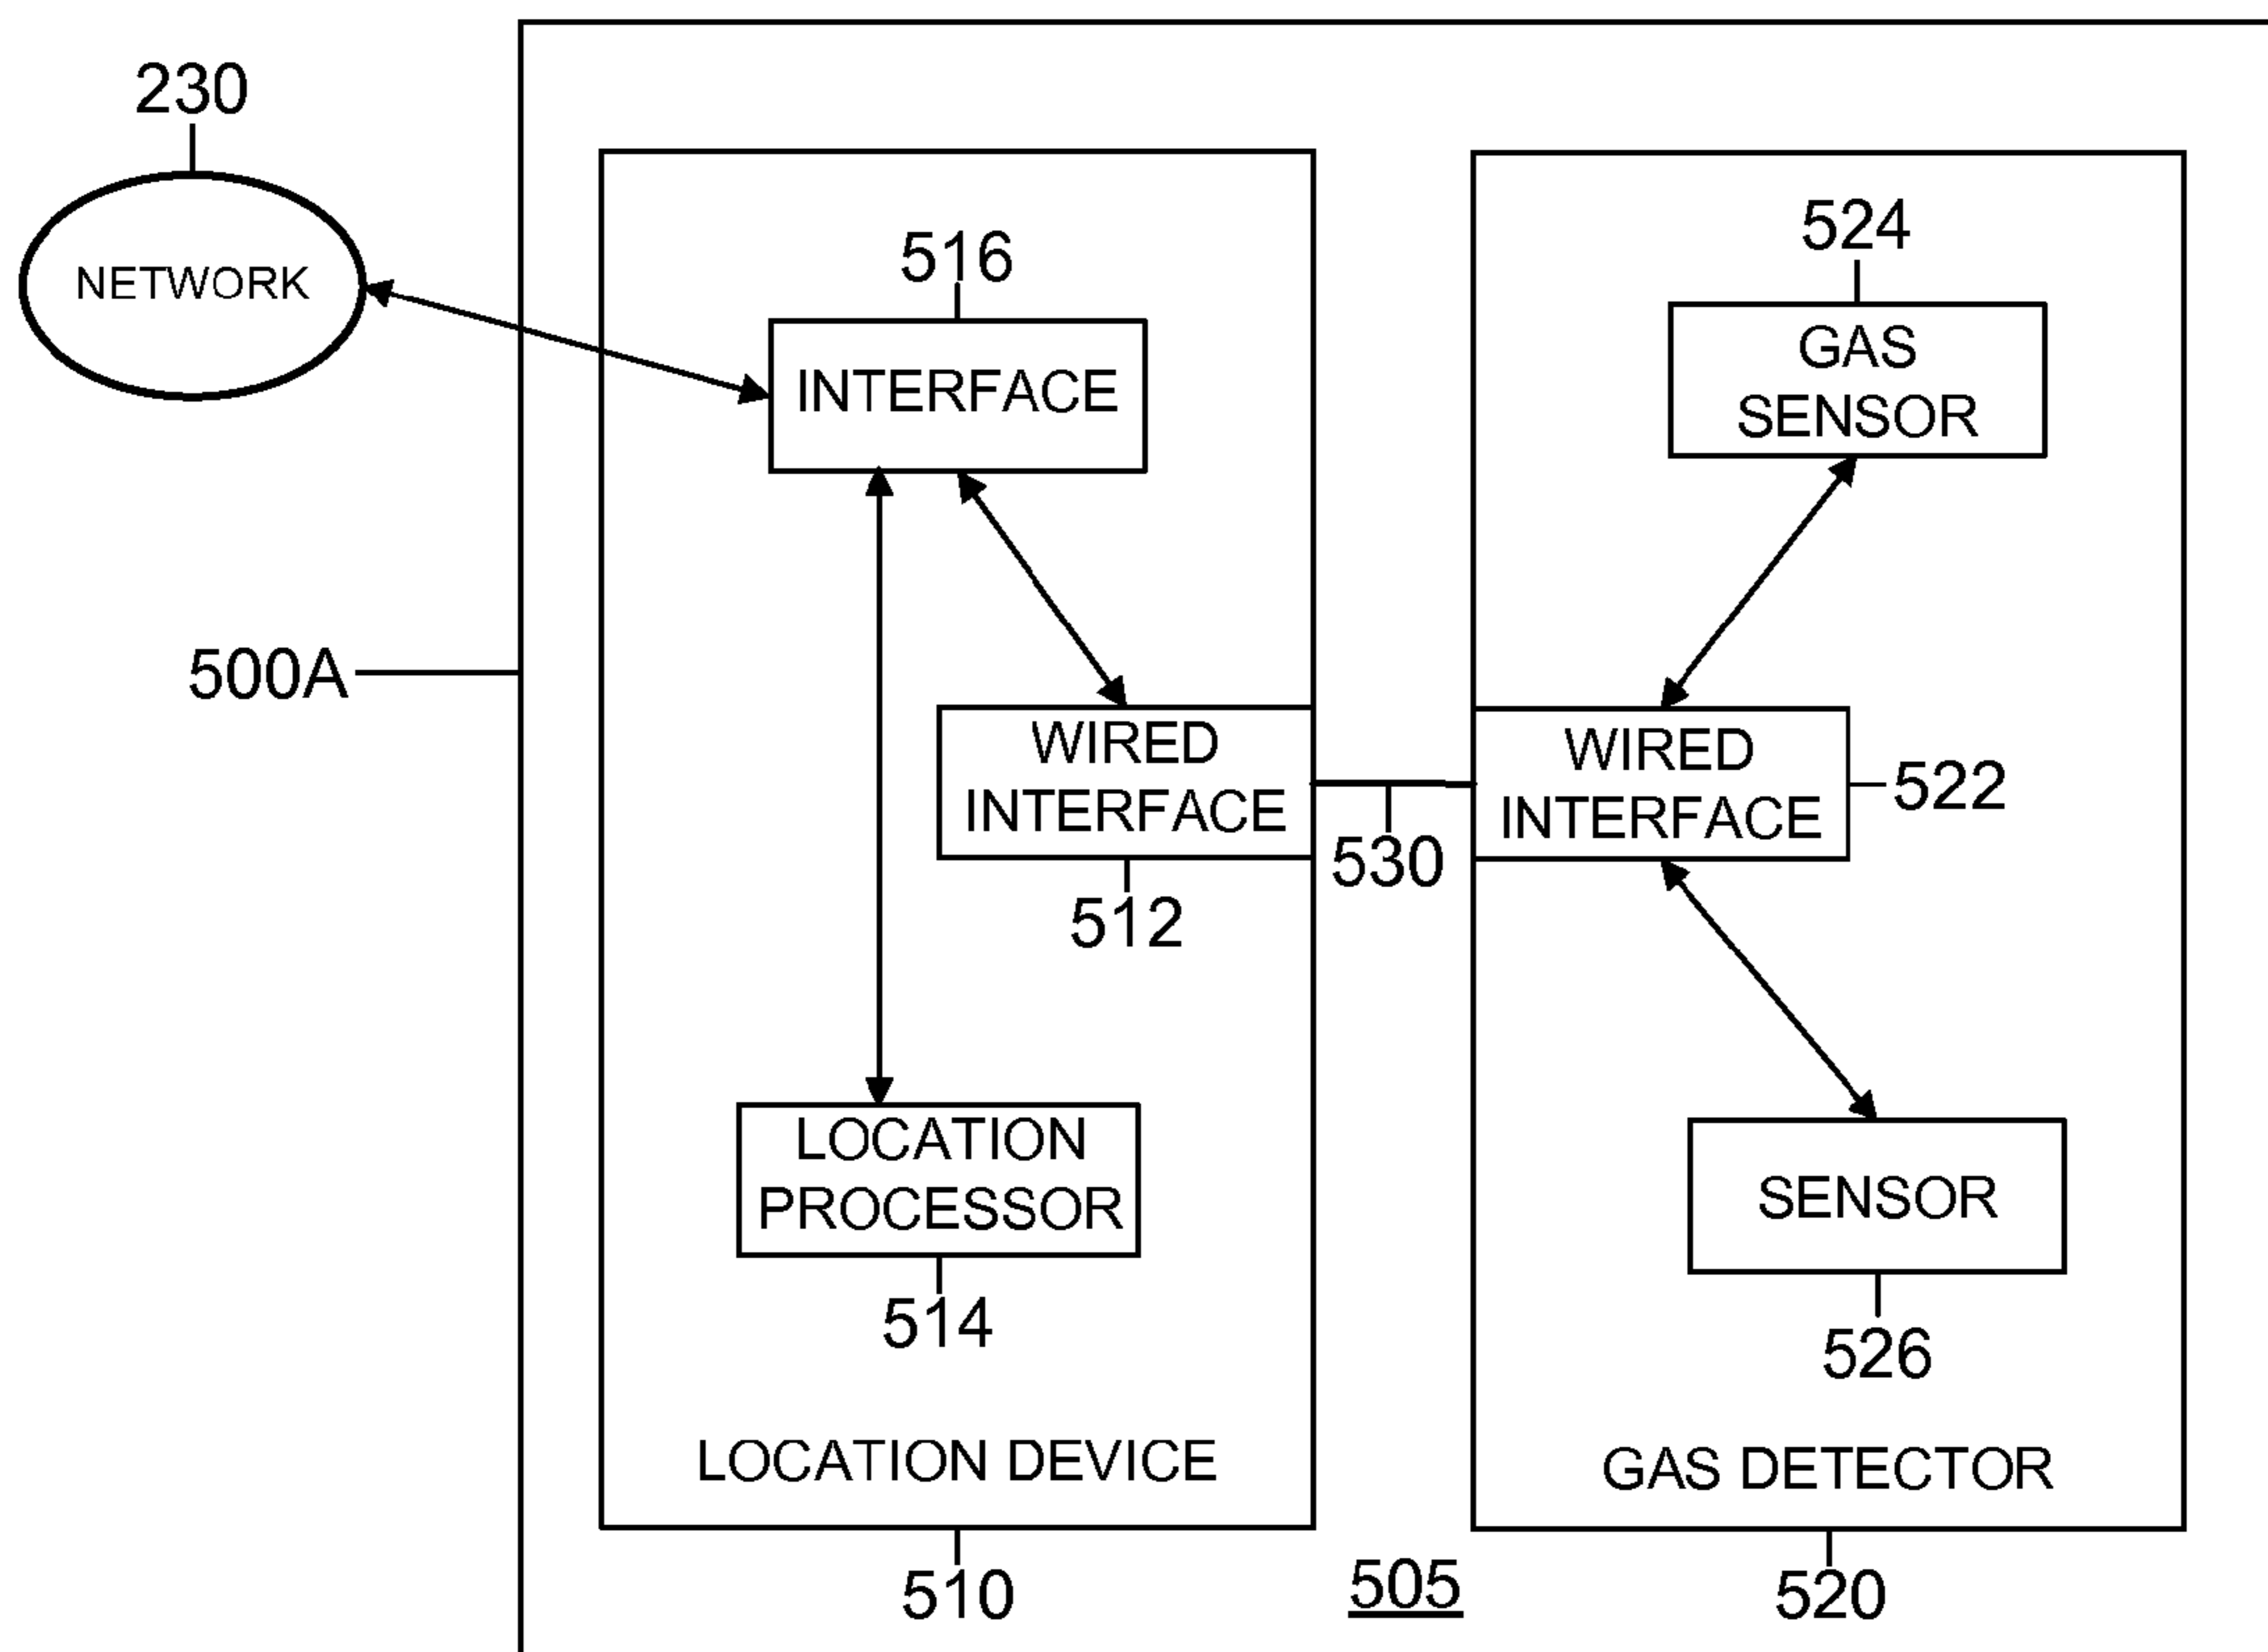 230
NETWORK
500A
516
INTERFACE
WIRED
INTERFACE
512
LOCATION
PROCESSOR
514
LOCATION DEVICE
510
530
505
524
GAS
SENSOR
WIRED
INTERFACE
522
SENSOR
526
GAS DETECTOR
520